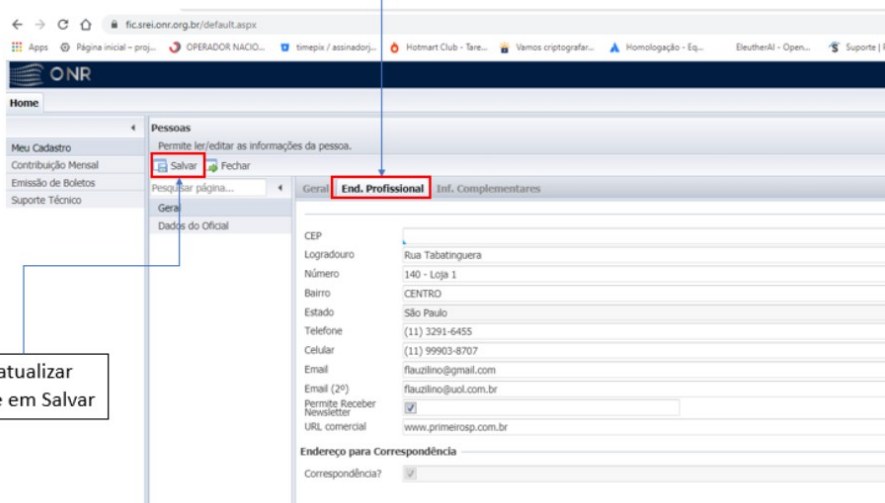 fic.srei.onr.org.br/default.aspx
Apps Página inicial – proj... OPERADOR NACIO... timepix / assinadorj... Hotmart Club - Tare... Vamos criptografar... Homologação - Eq... EleutherAI - Open... Suporte |
ONR
Home
Pessoas
Permite ler/editar as informações da pessoa.
Meu Cadastro
Contribuição Mensal
Emissão de Boletos
Suporte Técnico
Salvar Fechar
Pesquisar página...
Geral
Dados do Oficial
Geral End. Profissional Inf. Complementares
CEP
Logradouro Rua Tabatinguera
Número 140 - Loja 1
Bairro CENTRO
Estado São Paulo
Telefone (11) 3291-6455
Celular (11) 99903-8707
Email flauzilino@gmail.com
Email (2º) flauzilino@uol.com.br
Permite Receber
Newsletter
URL comercial www.primeirosp.com.br
Endereço para Correspondência
Correspondência?
atualizar
e em Salvar